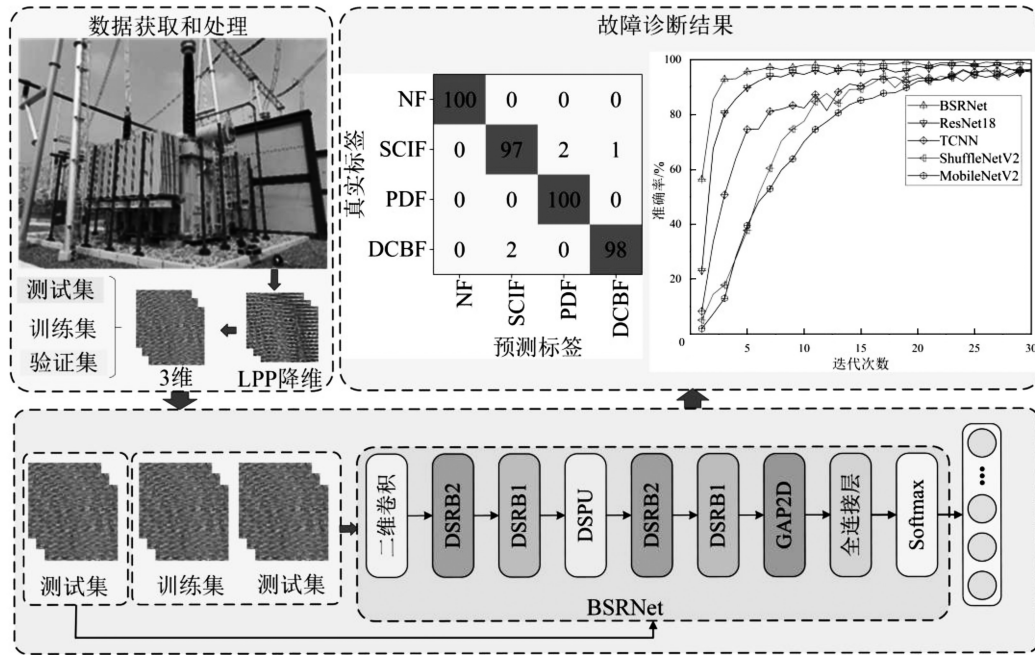 数据获取和处理
测试集
训练集
验证集
3维
LPP降维
故障诊断结果
真实标签
NF
SCIF
PDF
DCBF
100 0 0 0
0 97 2 1
0 0 100 0
0 2 0 98
NF
SCIF
PDF
DCBF
预测标签
准确率/%
100
80
60
40
20
0
5
10
15
20
25
30
迭代次数
BSRNet
ResNet18
TCNN
ShuffleNetV2
MobileNetV2
测试集
训练集
测试集
二维卷积
DSRB2
DSRB1
DSPU
DSRB2
DSRB1
GAP2D
全连接层
Softmax
BSRNet